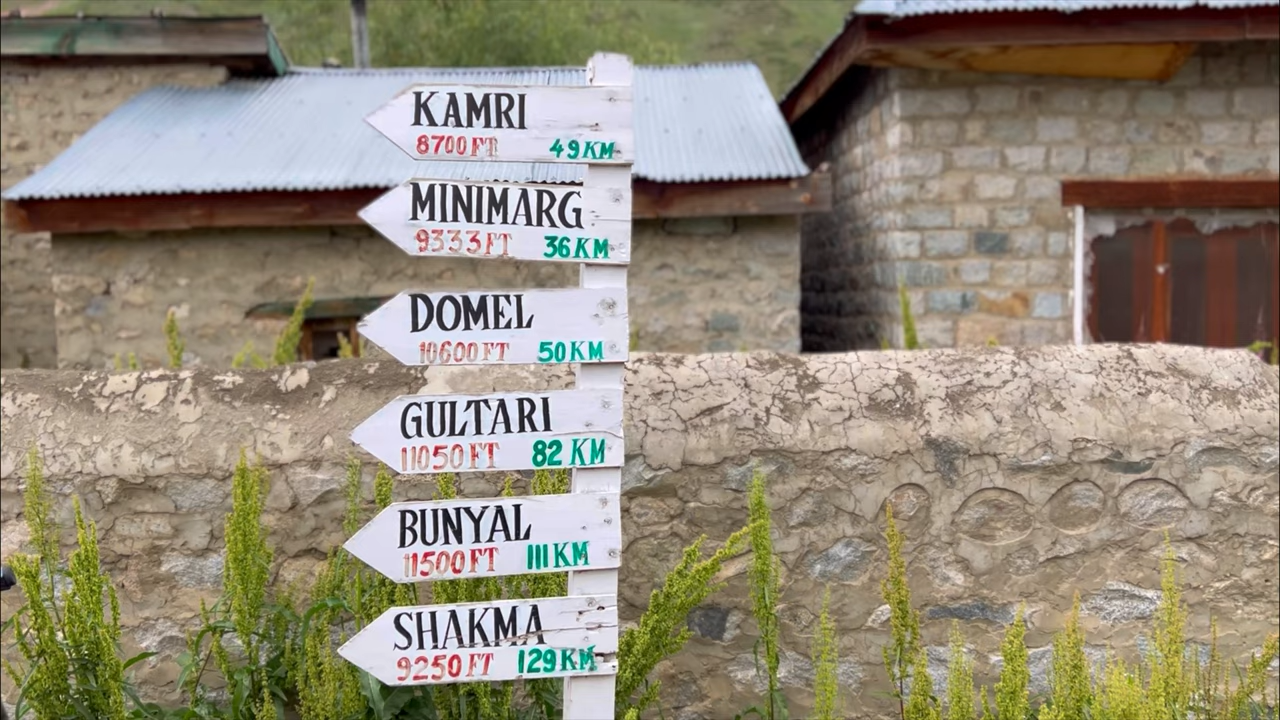 KAMRI
8700 FT 49 KM
MINIMARG
9333 FT 36 KM
DOMEL
10600 FT 50 KM
GULTARI
11050 FT 82 KM
BUNYAL
11500 FT 111 KM
SHAKMA
9250 FT 129 KM